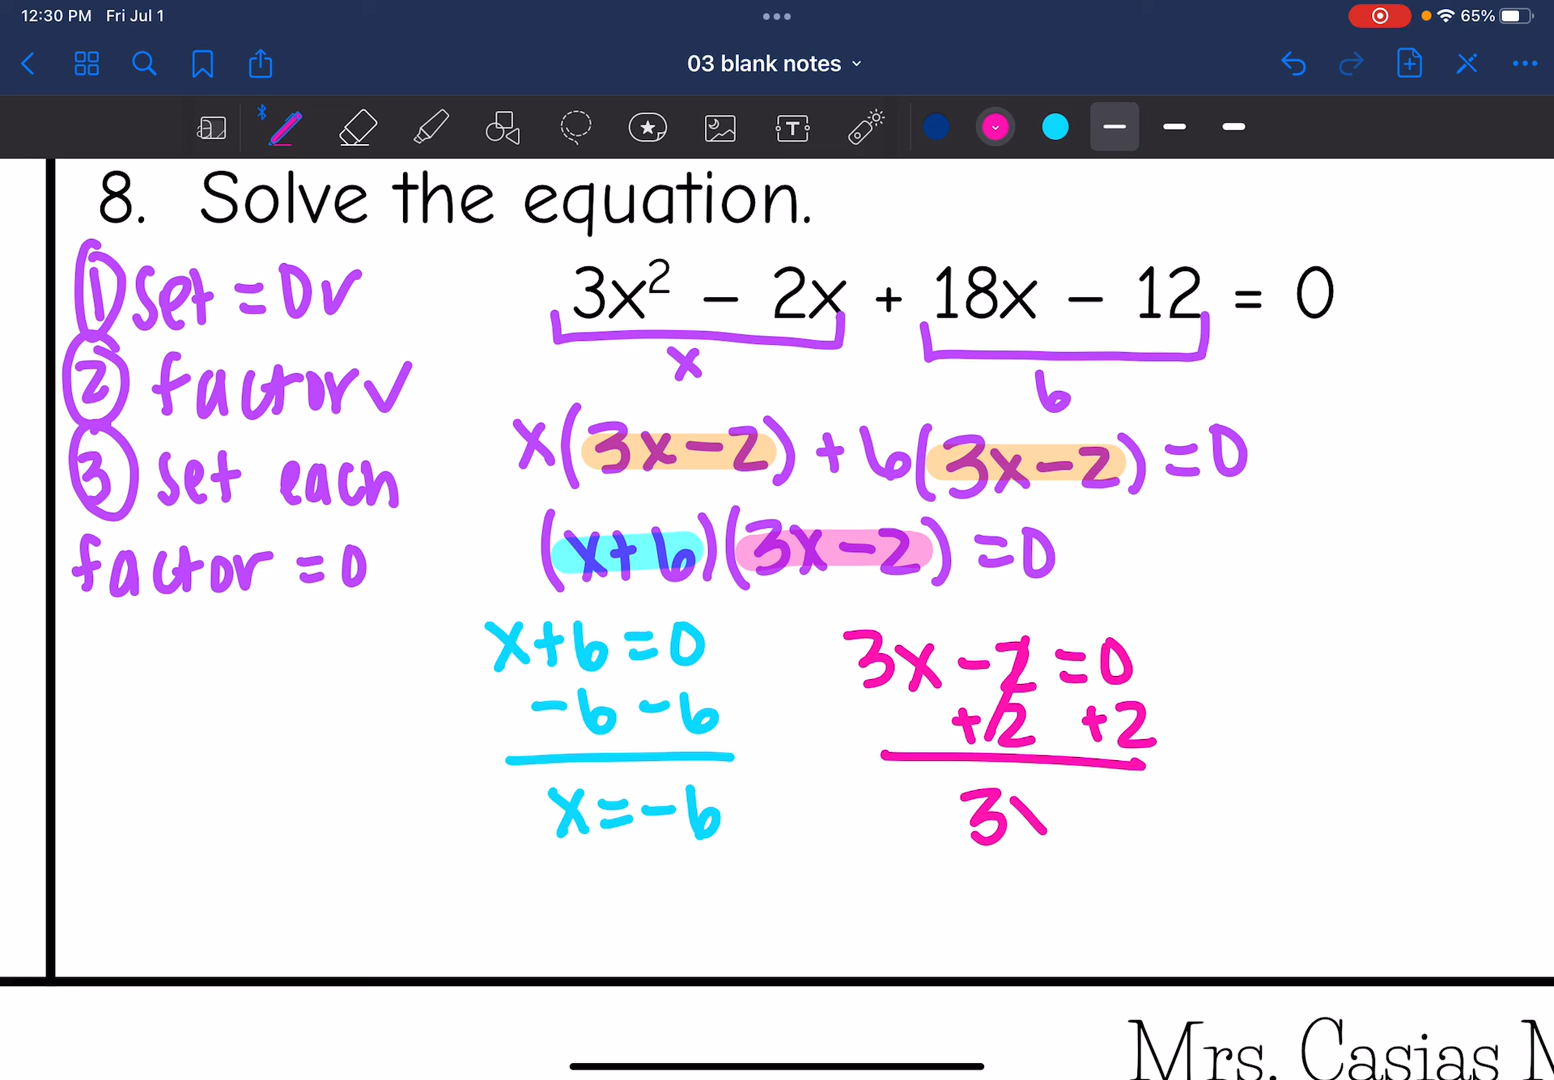 12:30 PM Fri Jul 1
65%
03 blank notes
T
8. Solve the equation.
3x² – 2x + 18x – 12 = 0
x
6
① set = 0 ✓
② factor ✓
③ set each
factor = 0
x(3x-2) + 6(3x-2) = 0
(x+6)(3x-2) = 0
x+6=0
-6 -6
x=-6
3x-2=0
+2 +2
3
Mrs. Casias